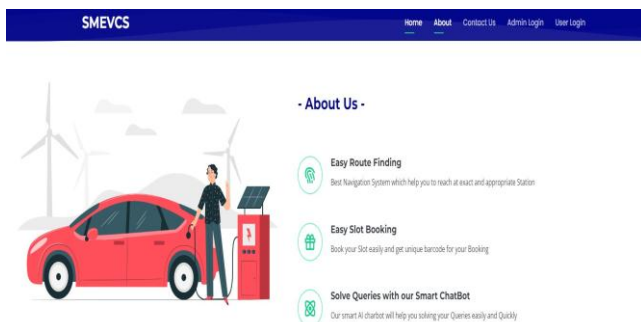 SMEVCS
Home About Contact Us Admin Login User Login
- About Us -
Easy Route Finding
Best Navigation System which help you to reach at exact and appropriate Station
Easy Slot Booking
Book your Slot easily and get unique barcode for your Booking
Solve Queries with our Smart ChatBot
Our smart AI charbot will help you solving your Queries easily and Quickly